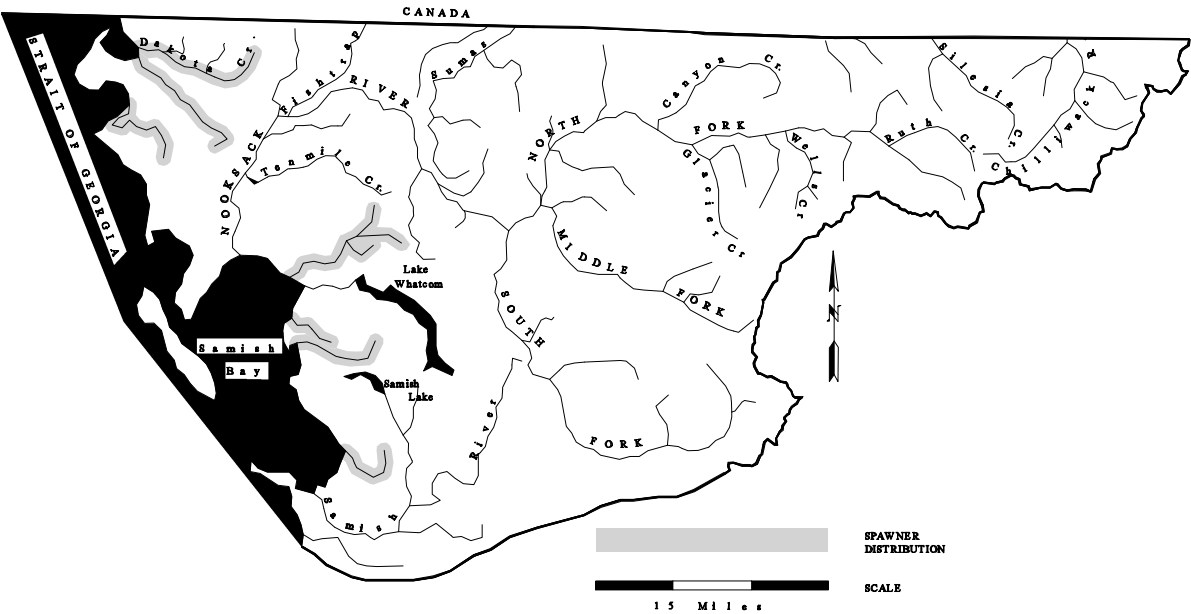 CANADA
STRAIT OF GEORGIA
Dakota Cr.
Fishtrap
Sumas
NOOKSACK RIVER
Tenmile Cr.
Canyon Cr.
NORTH FORK
Glacier Cr
Wells Cr
Ruth Cr.
Silesia Cr.
Chilliwack R
MIDDLE FORK
SOUTH FORK
Lake
Whatcom
Samish
Bay
Samish
Lake
Samish River
N
SPAWNER
DISTRIBUTION
SCALE
15 Miles